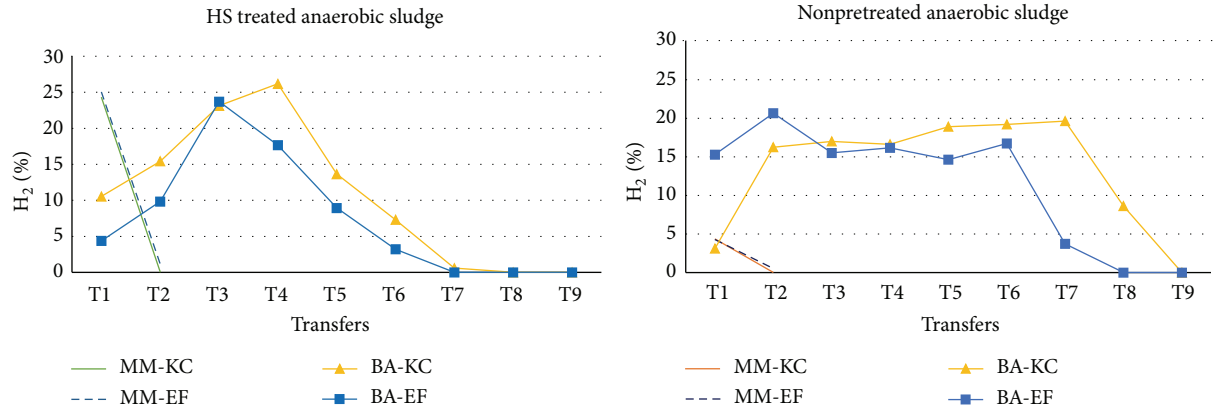 HS treated anaerobic sludge
H₂ (%)
30
25
20
15
10
5
0
T1 T2 T3 T4 T5 T6 T7 T8 T9
Transfers
MM-KC BA-KC
MM-EF BA-EF
Nonpretreated anaerobic sludge
H₂ (%)
30
25
20
15
10
5
0
T1 T2 T3 T4 T5 T6 T7 T8 T9
Transfers
MM-KC BA-KC
MM-EF BA-EF